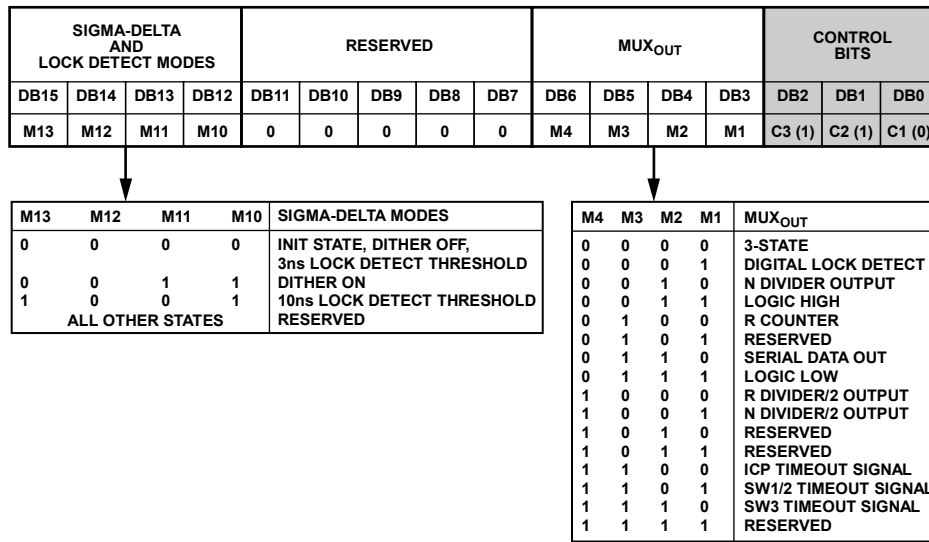 SIGMA-DELTA
AND
LOCK DETECT MODES
RESERVED
MUXOUT
CONTROL
BITS
DB15 DB14 DB13 DB12 DB11 DB10 DB9 DB8 DB7 DB6 DB5 DB4 DB3 DB2 DB1 DB0
M13 M12 M11 M10 0 0 0 0 0 M4 M3 M2 M1 C3 (1) C2 (1) C1 (0)
M13 M12 M11 M10 SIGMA-DELTA MODES
0 0 0 0 INIT STATE, DITHER OFF,
3ns LOCK DETECT THRESHOLD
0 0 1 1 DITHER ON
1 0 0 1 10ns LOCK DETECT THRESHOLD
ALL OTHER STATES RESERVED
M4 M3 M2 M1 MUXOUT
0 0 0 0 3-STATE
0 0 0 1 DIGITAL LOCK DETECT
0 0 1 0 N DIVIDER OUTPUT
0 0 1 1 LOGIC HIGH
0 1 0 0 R COUNTER
0 1 0 1 RESERVED
0 1 1 0 SERIAL DATA OUT
0 1 1 1 LOGIC LOW
1 0 0 0 R DIVIDER/2 OUTPUT
1 0 0 1 N DIVIDER/2 OUTPUT
1 0 1 0 RESERVED
1 0 1 1 RESERVED
1 1 0 0 ICP TIMEOUT SIGNAL
1 1 0 1 SW1/2 TIMEOUT SIGNAL
1 1 1 0 SW3 TIMEOUT SIGNAL
1 1 1 1 RESERVED